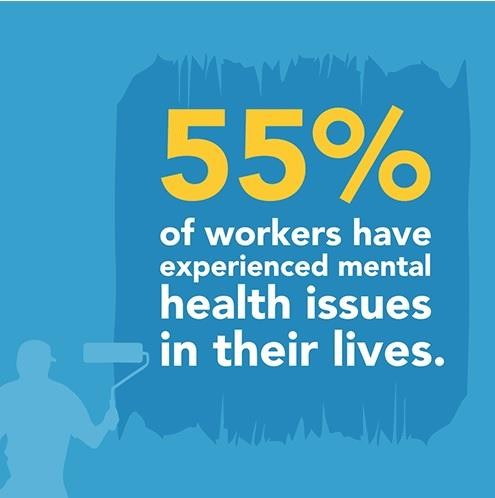 55%
of workers have
experienced mental
health issues
in their lives.